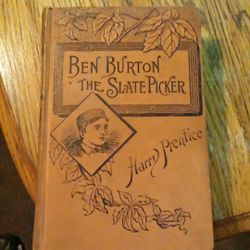 BEN BURTON
THE SLATE PICKER
Harry Prentice